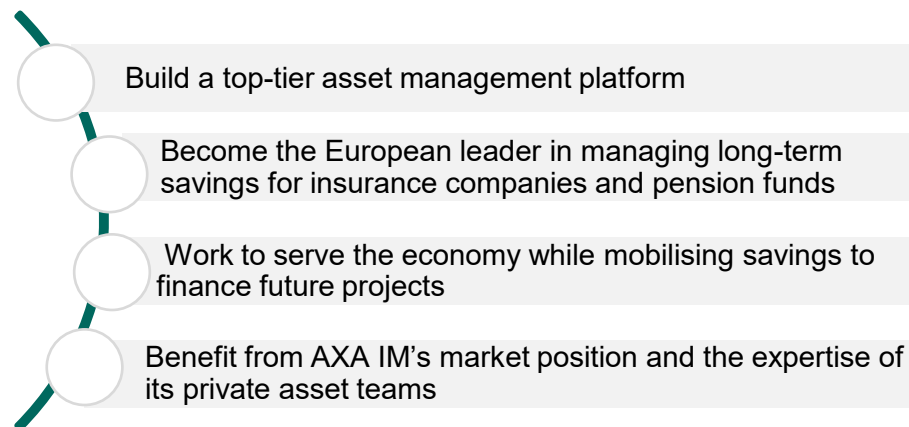 Build a top-tier asset management platform
Become the European leader in managing long-term
savings for insurance companies and pension funds
Work to serve the economy while mobilising savings to
finance future projects
Benefit from AXA IM’s market position and the expertise of
its private asset teams